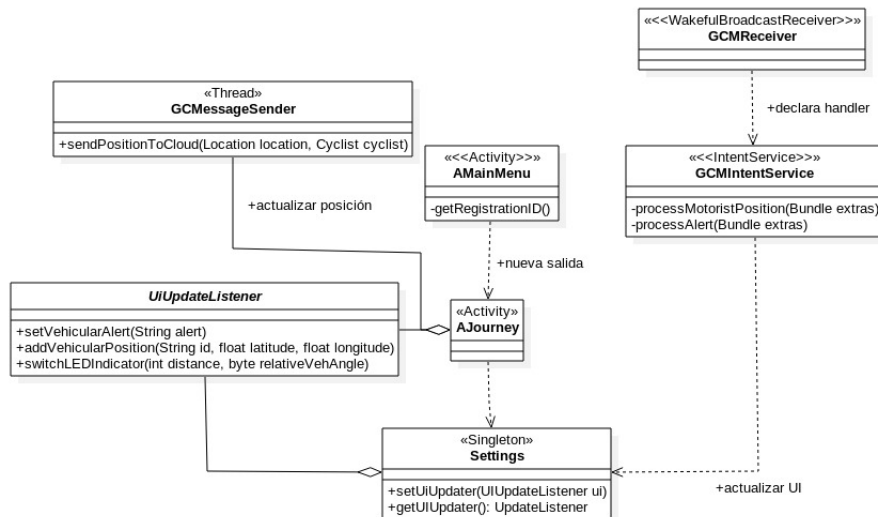 «<<WakefulBroadcastReceiver>>»
GCMReceiver
+declara handler
«Thread»
GCMessageSender
+sendPositionToCloud(Location location, Cyclist cyclist)
«<<Activity>>»
AMainMenu
-getRegistrationID()
«<<IntentService>>»
GCMIntentService
-processMotoristPosition(Bundle extras)
-processAlert(Bundle extras)
+actualizar posición
+nueva salida
UiUpdateListener
+setVehicularAlert(String alert)
+addVehicularPosition(String id, float latitude, float longitude)
+switchLEDIndicator(int distance, byte relativeVehAngle)
«Activity»
AJourney
«Singleton»
Settings
+setUiUpdater(UIUpdateListener ui)
+getUIUpdater(): UpdateListener
+actualizar UI